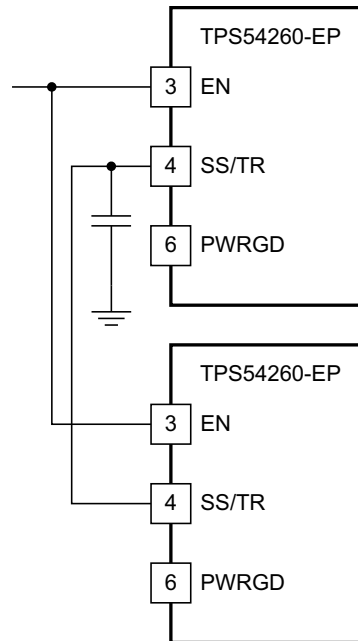 TPS54260-EP
3 EN
4 SS/TR
6 PWRGD
TPS54260-EP
3 EN
4 SS/TR
6 PWRGD